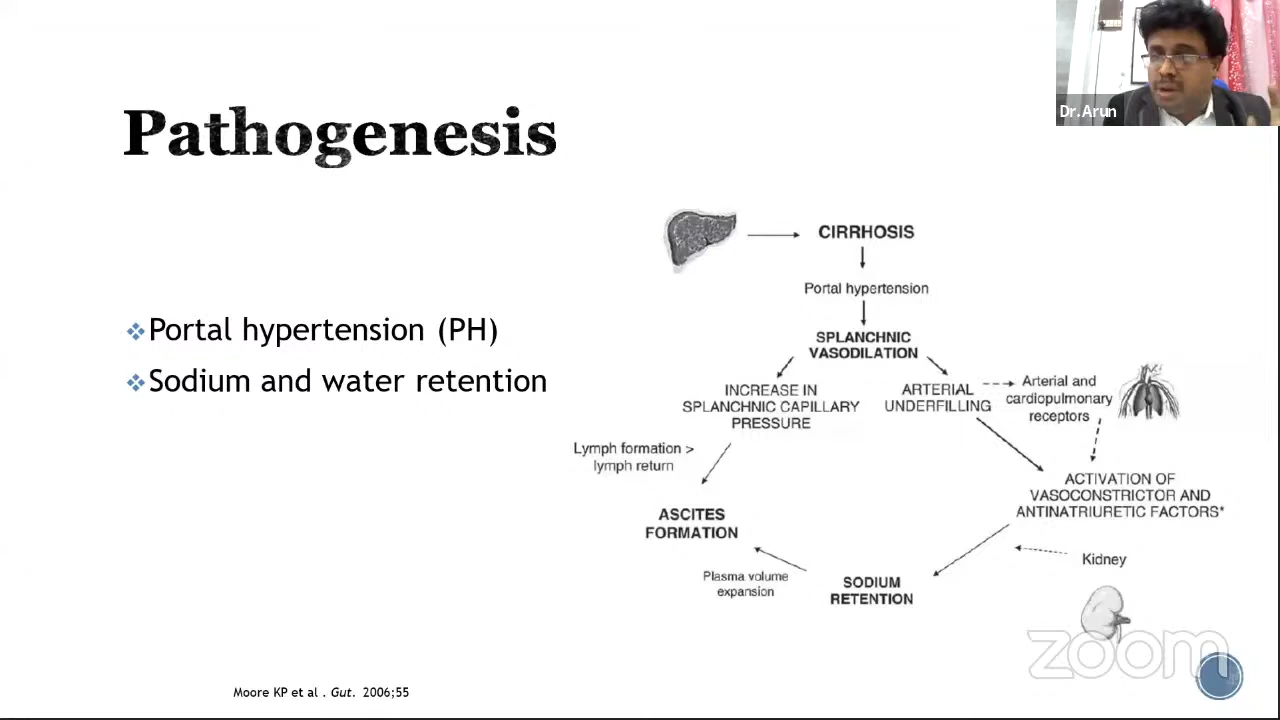 Dr.Arun
Pathogenesis
Portal hypertension (PH)
Sodium and water retention
CIRRHOSIS
Portal hypertension
SPLANCHNIC
VASODILATION
INCREASE IN
SPLANCHNIC CAPILLARY
PRESSURE
ARTERIAL
UNDERFILLING
Arterial and
cardiopulmonary
receptors
Lymph formation >
lymph return
ACTIVATION OF
VASOCONSTRICTOR AND
ANTINATRIURETIC FACTORS*
ASCITES
FORMATION
Kidney
Plasma volume
expansion
SODIUM
RETENTION
zoom
Moore KP et al . Gut. 2006;55